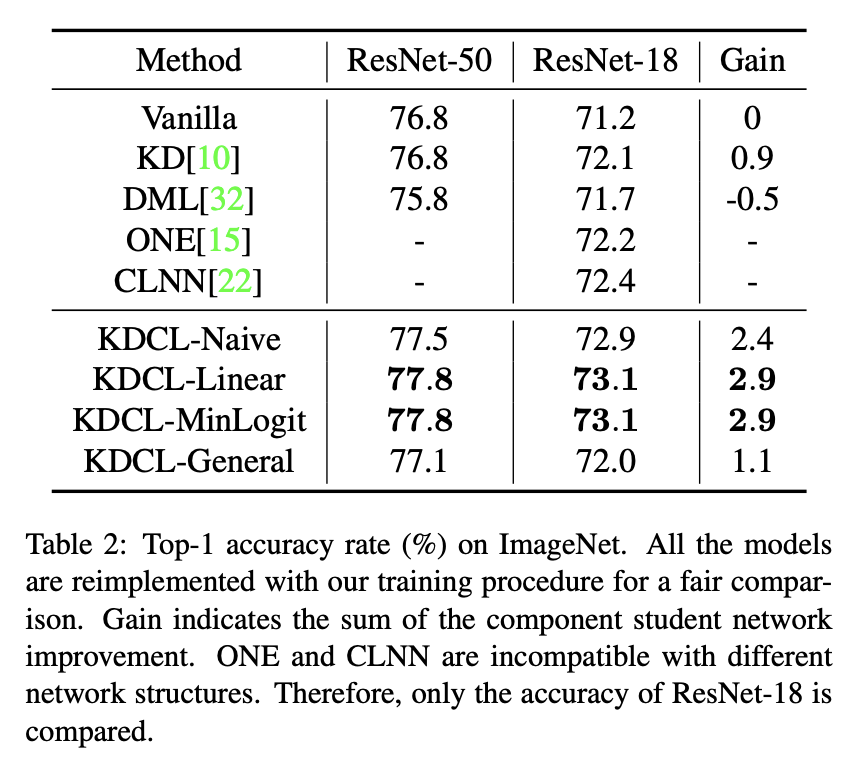 Method ResNet-50 ResNet-18 Gain
Vanilla 76.8 71.2 0
KD[10] 76.8 72.1 0.9
DML[32] 75.8 71.7 -0.5
ONE[15] - 72.2 -
CLNN[22] - 72.4 -
KDCL-Naive 77.5 72.9 2.4
KDCL-Linear 77.8 73.1 2.9
KDCL-MinLogit 77.8 73.1 2.9
KDCL-General 77.1 72.0 1.1
Table 2: Top-1 accuracy rate (%) on ImageNet. All the models
are reimplemented with our training procedure for a fair compar-
ison. Gain indicates the sum of the component student network
improvement. ONE and CLNN are incompatible with different
network structures. Therefore, only the accuracy of ResNet-18 is
compared.